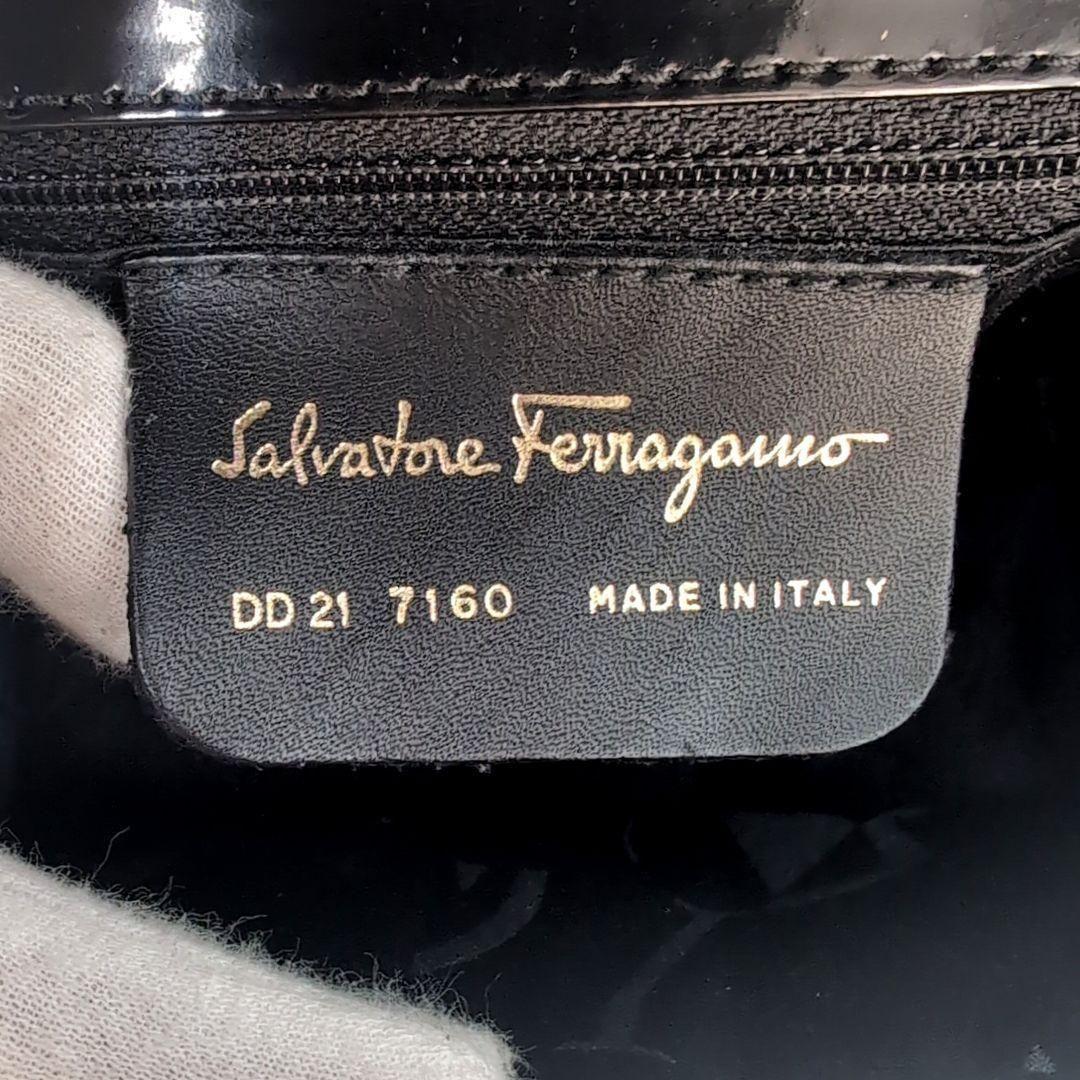 Salvatore Ferragamo
DD 21 7160 MADE IN ITALY